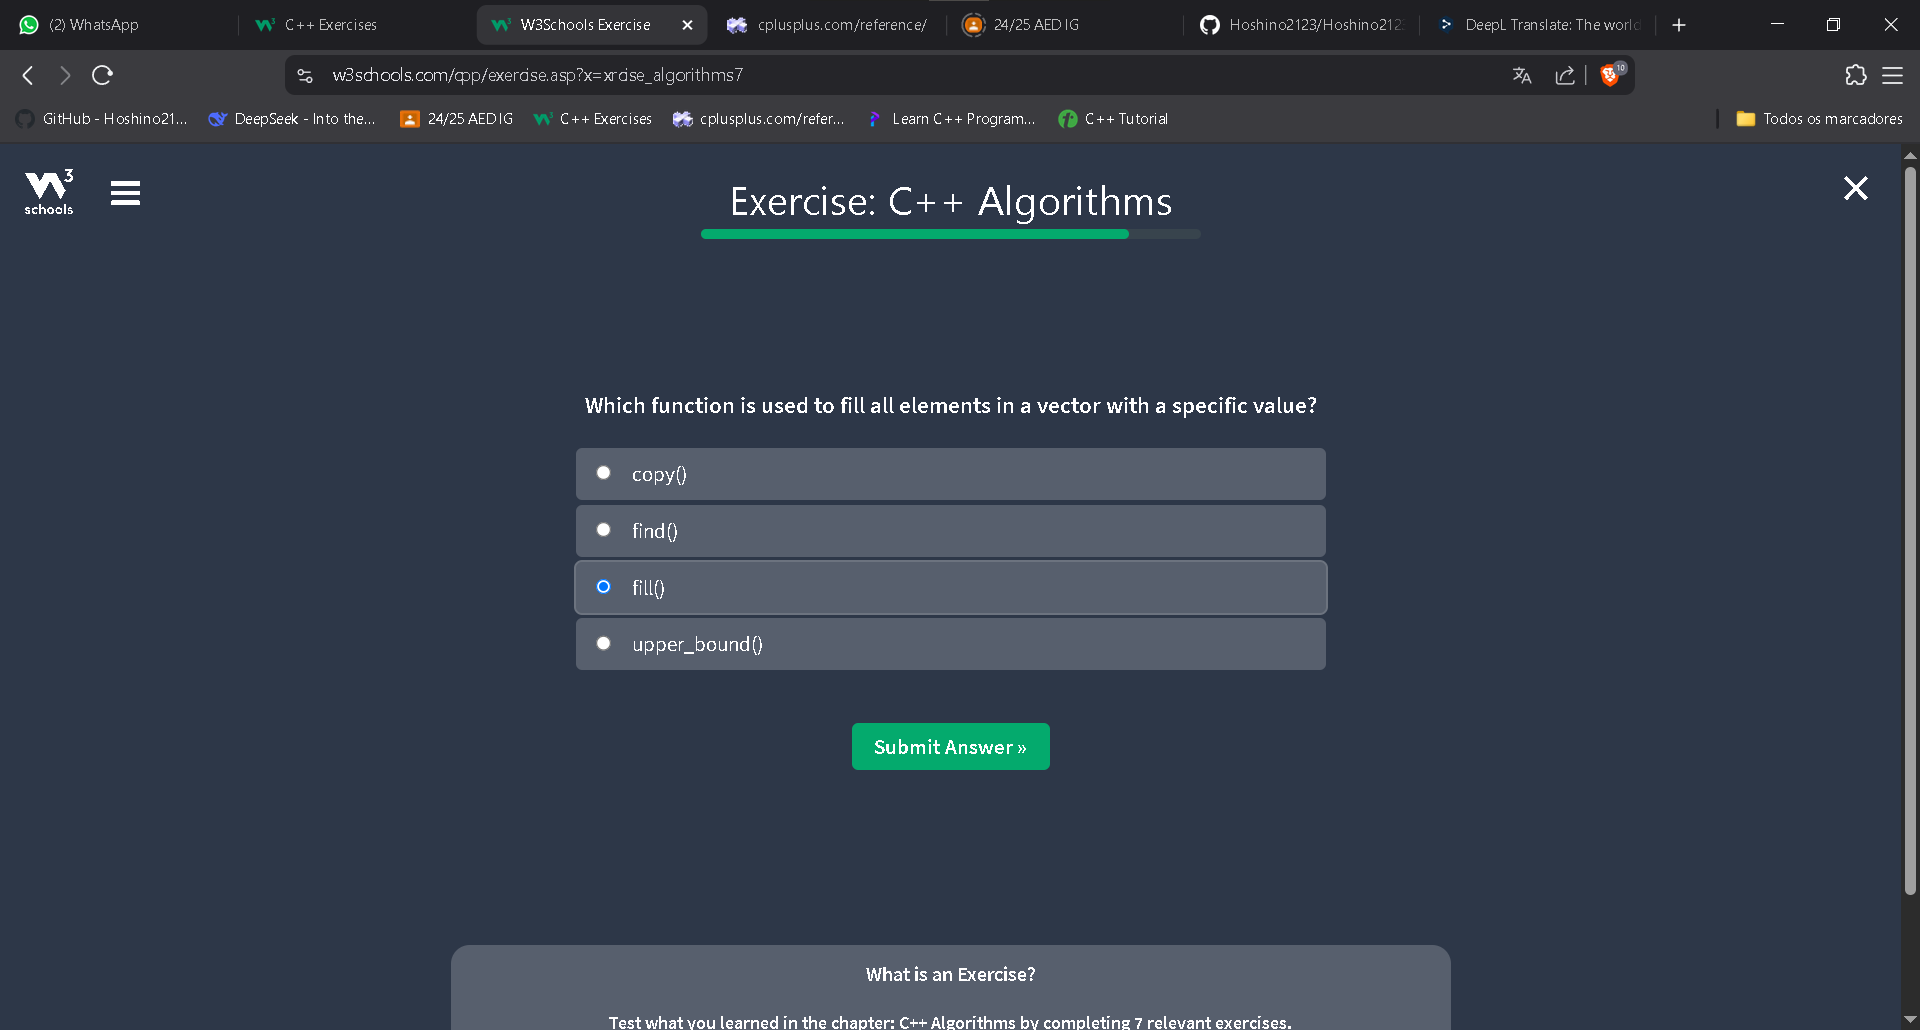 (2) WhatsApp
C++ Exercises
W3Schools Exercise
cplusplus.com/reference/
24/25 AED IG
Hoshino2123/Hoshino212
DeepL Translate: The world
w3schools.com/cpp/exercise.asp?x=xrcise_algorithms7
10
GitHub - Hoshino21...
DeepSeek - Into the...
24/25 AED IG
C++ Exercises
cplusplus.com/refer...
Learn C++ Program...
C++ Tutorial
Todos os marcadores
W3
schools
Exercise: C++ Algorithms
Which function is used to fill all elements in a vector with a specific value?
copy()
find()
fill()
upper_bound()
Submit Answer »
What is an Exercise?
Test what you learned in the chapter: C++ Algorithms by completing 7 relevant exercises.